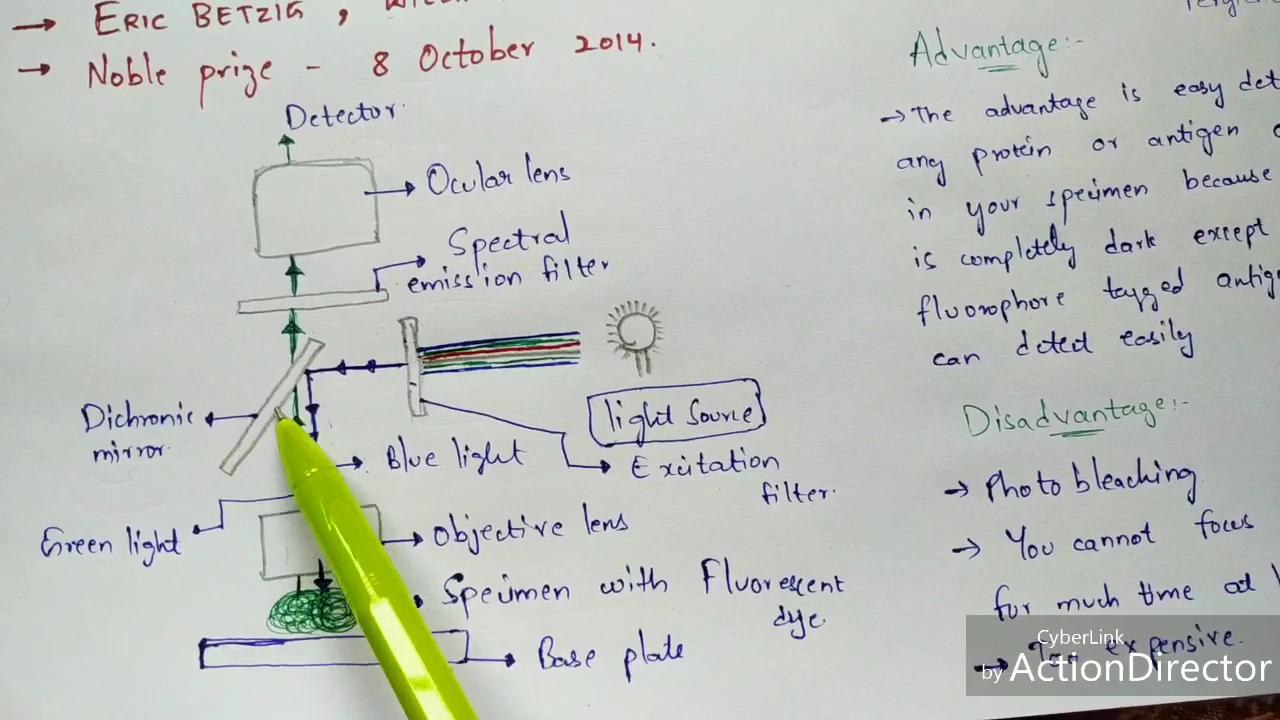 → ERIC BETZIG,
→ Noble prize - 8 October 2014.
Detector
Ocular lens
Spectral
emission filter
Dichronic
mirror
Blue light
light Source
Excitation
filter.
Green light
Objective lens
Specimen with Fluorescent
dye.
Base plate
Advantage:-
→ The advantage is easy
any protein or antigen
in your specimen because
is completely dark except
fluorophore tagged
can deted easily
Disadvantage:-
→ Photo bleaching
→ You cannot focus
for much time at
→ expensive.
CyberLink
by ActionDirector